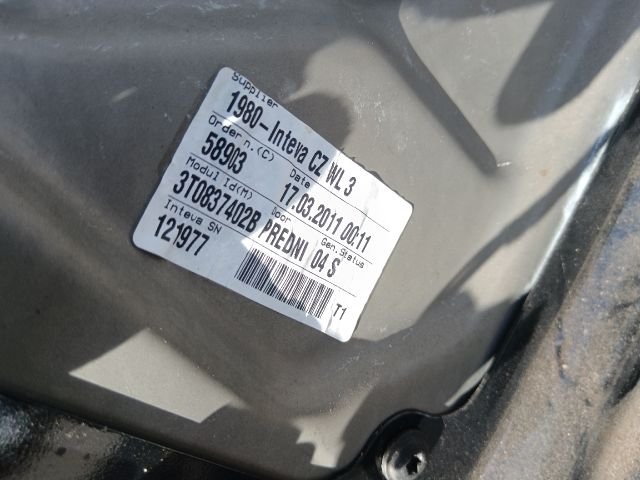 Supplier
1980-Inteva CZ WL 3
Order n.(C) Date
58903 17.03.2011 00:11
Modul Id(M) Door Gen.Status
3T0837402B PREDNI 04 S
Inteva SN
121977
T1